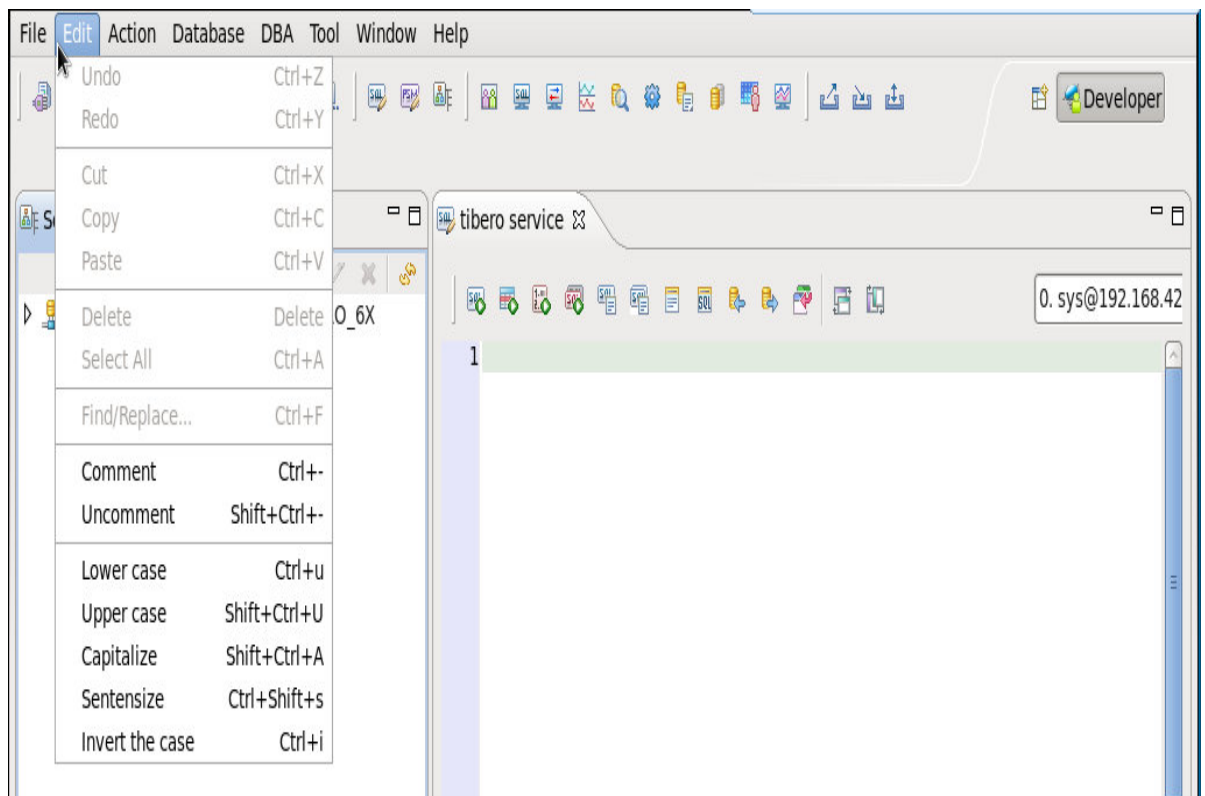 File Edit Action Database DBA Tool Window Help
Developer
Undo Ctrl+Z
Redo Ctrl+Y
Cut Ctrl+X
Copy Ctrl+C
Paste Ctrl+V
Delete Delete
Select All Ctrl+A
Find/Replace... Ctrl+F
Comment Ctrl+-
Uncomment Shift+Ctrl+-
Lower case Ctrl+u
Upper case Shift+Ctrl+U
Capitalize Shift+Ctrl+A
Sentensize Ctrl+Shift+s
Invert the case Ctrl+i
O_6X
tibero service
0. sys@192.168.42
1